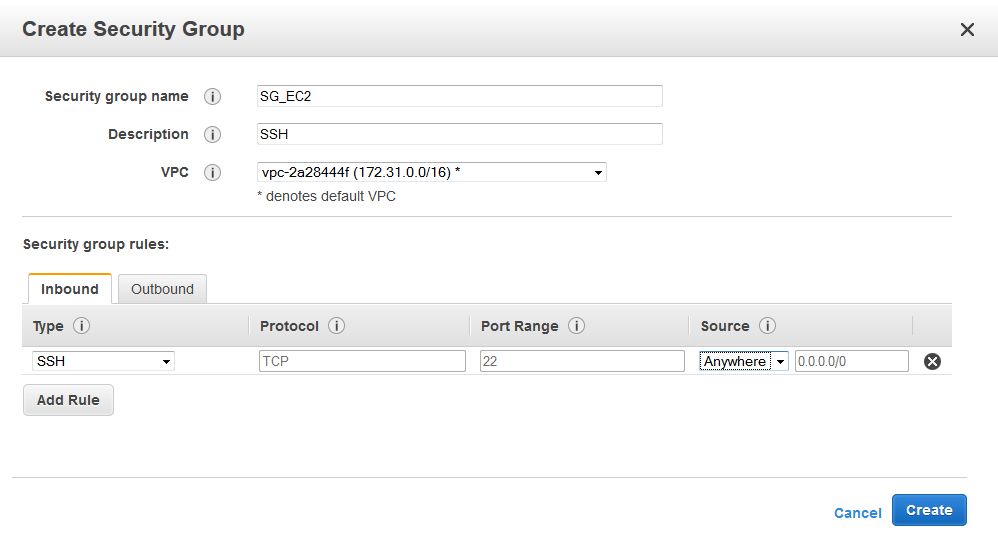 Create Security Group
Security group name SG_EC2
Description SSH
VPC vpc-2a28444f (172.31.0.0/16) *
* denotes default VPC
Security group rules:
Inbound Outbound
Type Protocol Port Range Source
SSH TCP 22 Anywhere 0.0.0.0/0
Add Rule
Cancel Create